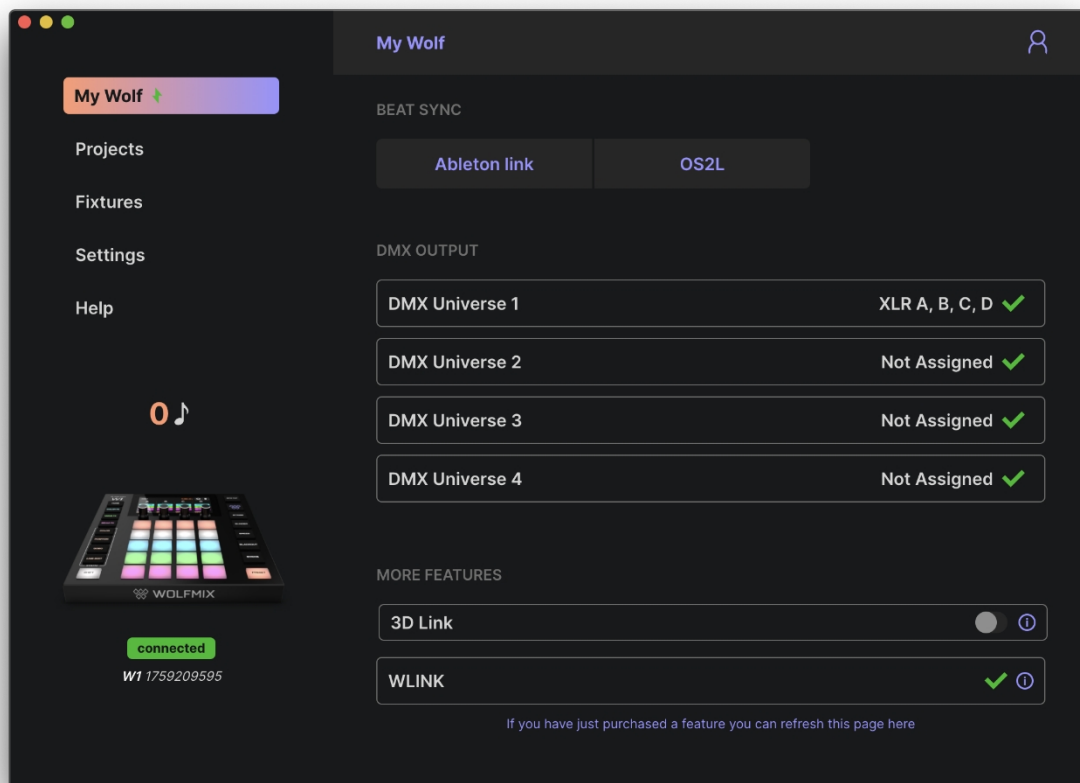 My Wolf
My Wolf
Projects
Fixtures
Settings
Help
0
WOLFMIX
connected
W1 1759209595
BEAT SYNC
Ableton link
OS2L
DMX OUTPUT
DMX Universe 1 XLR A, B, C, D
DMX Universe 2 Not Assigned
DMX Universe 3 Not Assigned
DMX Universe 4 Not Assigned
MORE FEATURES
3D Link
WLINK
If you have just purchased a feature you can refresh this page here